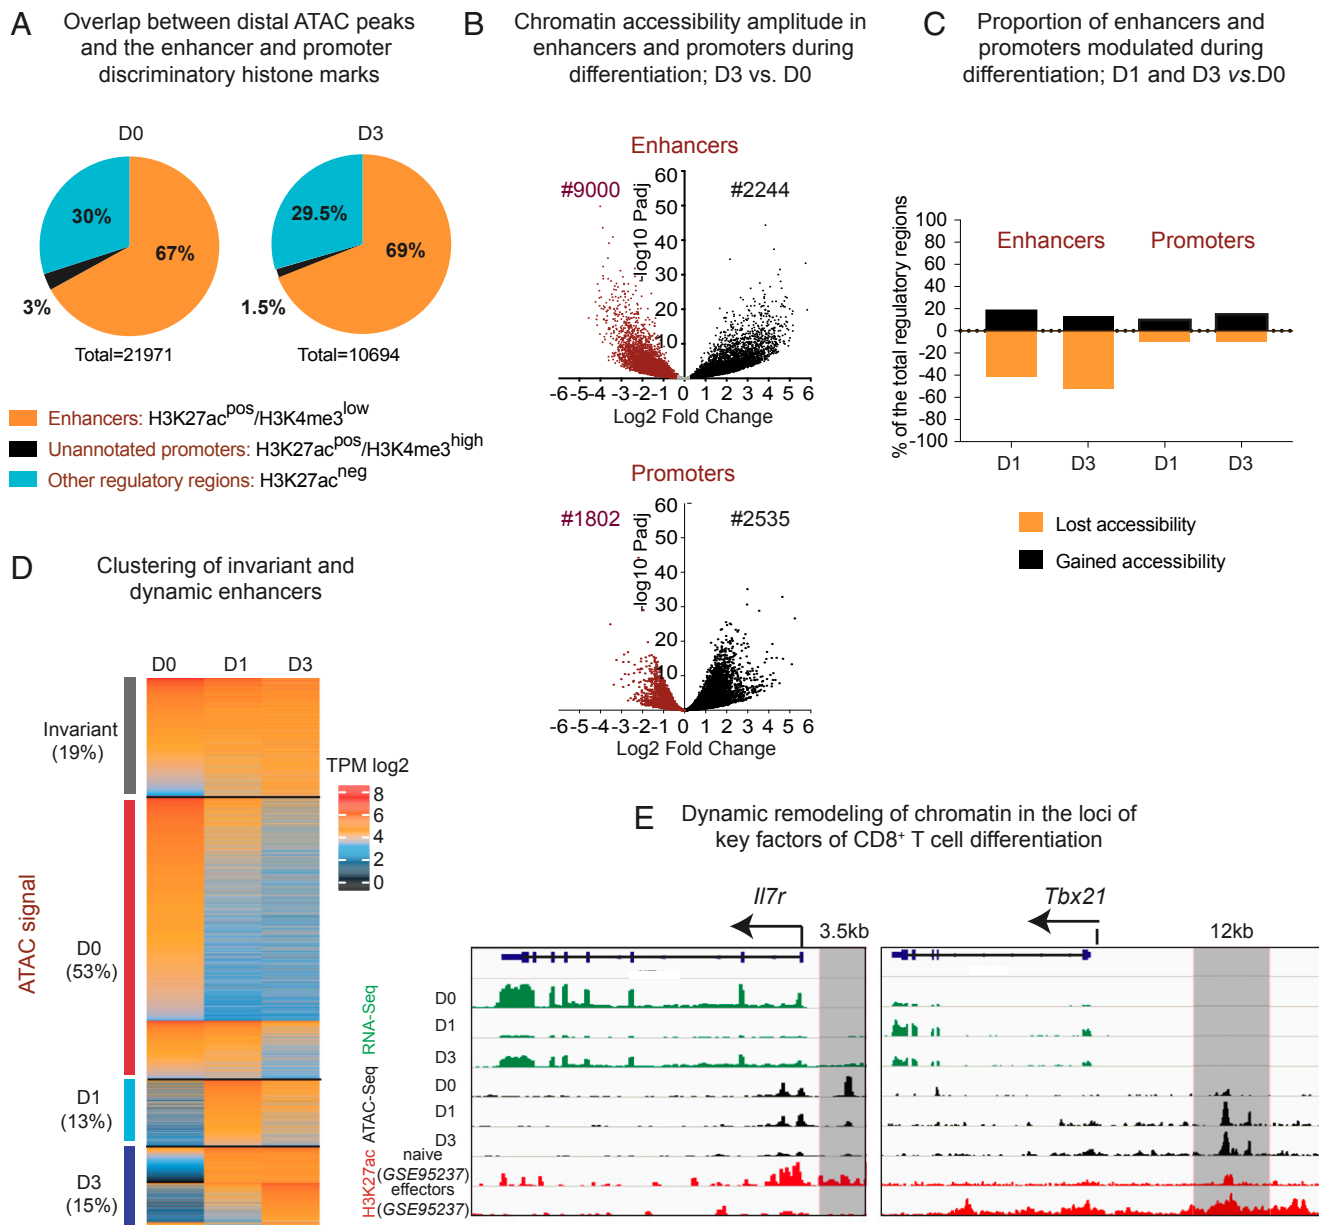 A Overlap between distal ATAC peaks
and the enhancer and promoter
discriminatory histone marks
D0 D3
30% 67% 3%
29.5% 69% 1.5%
Total=21971 Total=10694
Enhancers: H3K27ac^pos/H3K4me3^low
Unannotated promoters: H3K27ac^pos/H3K4me3^high
Other regulatory regions: H3K27ac^neg
B Chromatin accessibility amplitude in
enhancers and promoters during
differentiation; D3 vs. D0
Enhancers
#9000 #2244
-log10 Padj
60
50
40
30
20
10
-6 -5 -4 -3 -2 -1 0 1 2 3 4 5 6
Log2 Fold Change
Promoters
#1802 #2535
-log10 Padj
60
50
40
30
20
10
-6 -5 -4 -3 -2 -1 0 1 2 3 4 5 6
Log2 Fold Change
C Proportion of enhancers and
promoters modulated during
differentiation; D1 and D3 vs.D0
% of the total regulatory regions
100
80
60
40
20
0
-20
-40
-60
-80
-100
Enhancers Promoters
D1 D3 D1 D3
Lost accessibility
Gained accessibility
D Clustering of invariant and
dynamic enhancers
D0 D1 D3
ATAC signal
Invariant
(19%)
D0
(53%)
D1
(13%)
D3
(15%)
TPM log2
8
6
4
2
0
E Dynamic remodeling of chromatin in the loci of
key factors of CD8⁺ T cell differentiation
Il7r 3.5kb Tbx21 12kb
RNA-Seq
D0
D1
D3
ATAC-Seq
D0
D1
D3
H3K27ac
naive
(GSE95237)
effectors
(GSE95237)